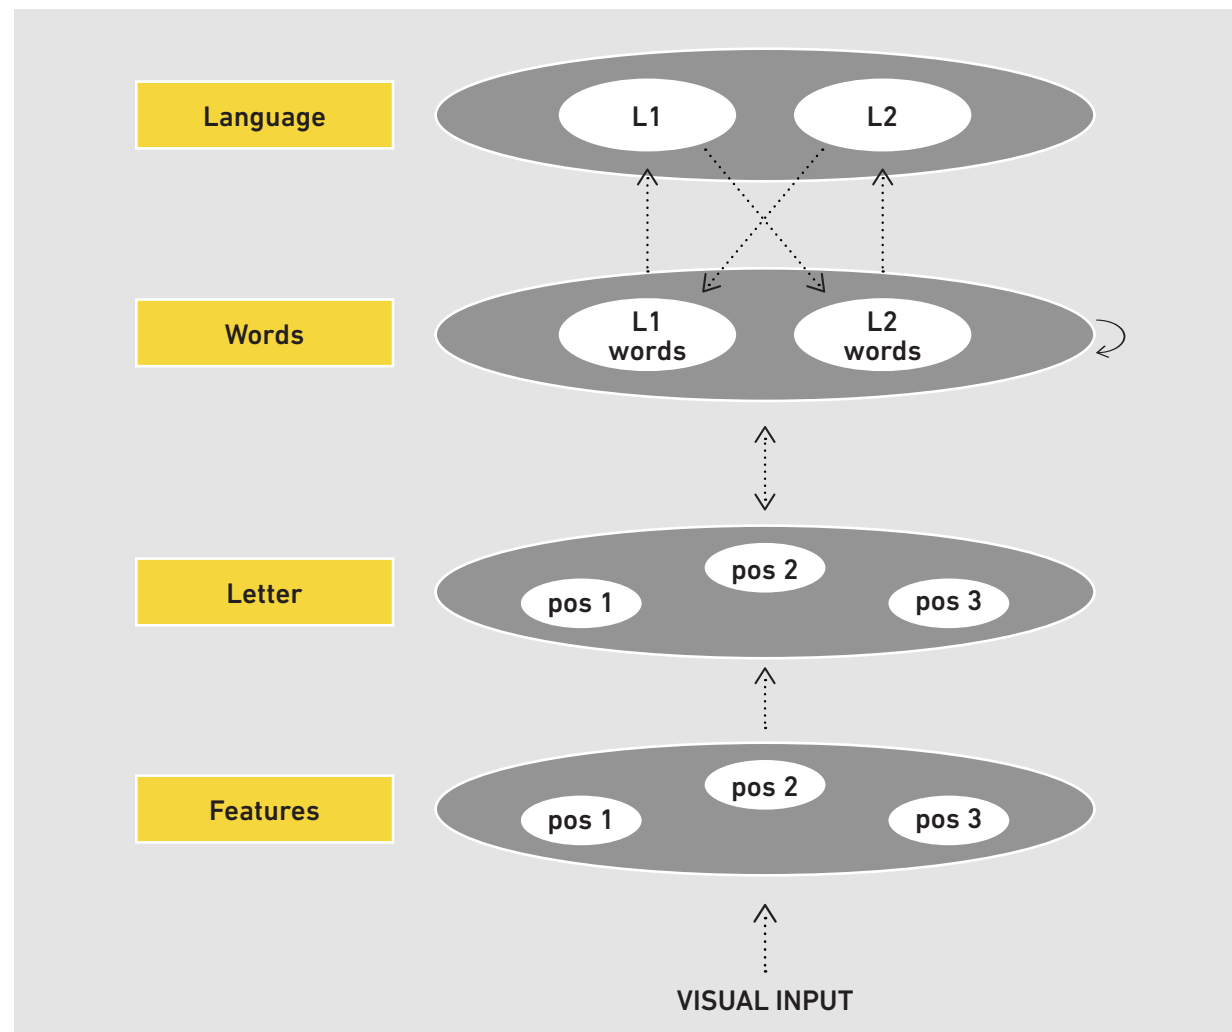 Language
L1
L2
Words
L1
words
L2
words
Letter
pos 1
pos 2
pos 3
Features
pos 1
pos 2
pos 3
VISUAL INPUT